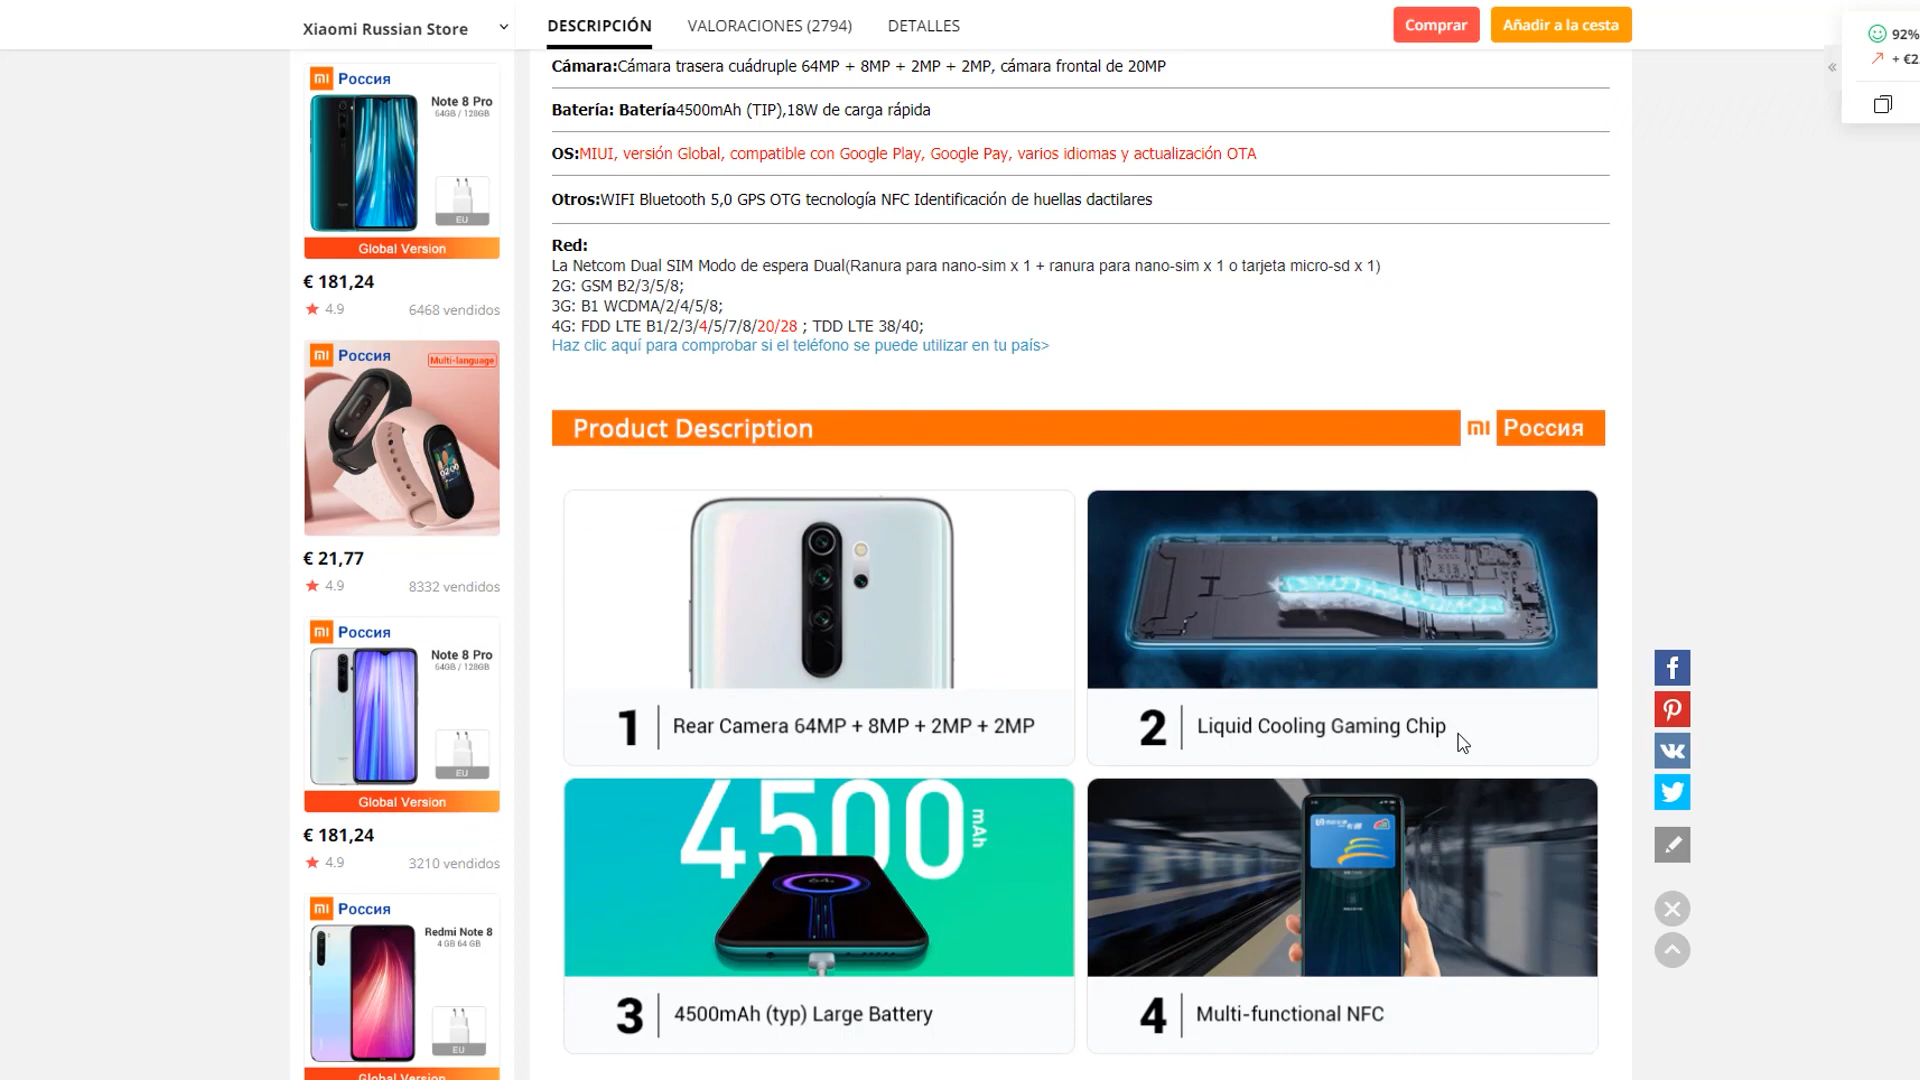 Xiaomi Russian Store
DESCRIPCIÓN
VALORACIONES (2794)
DETALLES
Comprar
Añadir a la cesta
92%
+ €2
Россия
Note 8 Pro
64GB / 128GB
EU
Global Version
€ 181,24
4.9
6468 vendidos
Россия
Multi-language
02:00
€ 21,77
4.9
8332 vendidos
Россия
Note 8 Pro
64GB / 128GB
EU
Global Version
€ 181,24
4.9
3210 vendidos
Россия
Redmi Note 8
4 GB 64 GB
EU
Global Version
Cámara:Cámara trasera cuádruple 64MP + 8MP + 2MP + 2MP, cámara frontal de 20MP
Batería: Batería4500mAh (TIP),18W de carga rápida
OS:MIUI, versión Global, compatible con Google Play, Google Pay, varios idiomas y actualización OTA
Otros:WIFI Bluetooth 5,0 GPS OTG tecnología NFC Identificación de huellas dactilares
Red:
La Netcom Dual SIM Modo de espera Dual(Ranura para nano-sim x 1 + ranura para nano-sim x 1 o tarjeta micro-sd x 1)
2G: GSM B2/3/5/8;
3G: B1 WCDMA/2/4/5/8;
4G: FDD LTE B1/2/3/4/5/7/8/20/28 ; TDD LTE 38/40;
Haz clic aquí para comprobar si el teléfono se puede utilizar en tu país>
Product Description
Россия
1 Rear Camera 64MP + 8MP + 2MP + 2MP
2 Liquid Cooling Gaming Chip
4500 mAh
3 4500mAh (typ) Large Battery
4 Multi-functional NFC